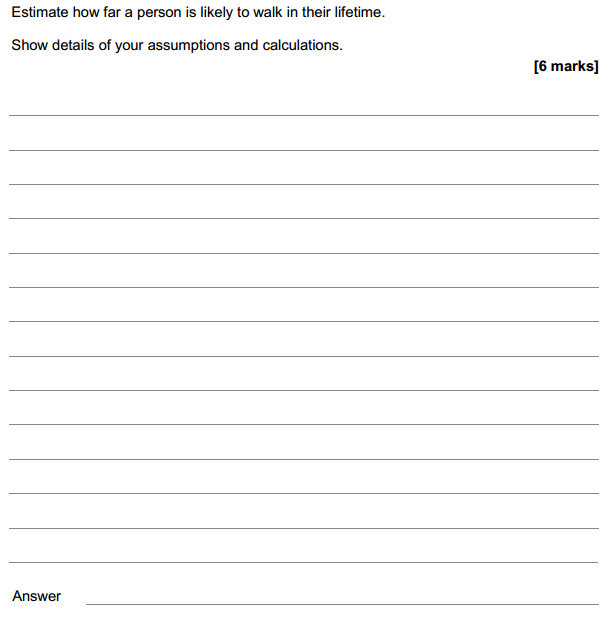 Estimate how far a person is likely to walk in their lifetime.
Show details of your assumptions and calculations.
[6 marks]
Answer